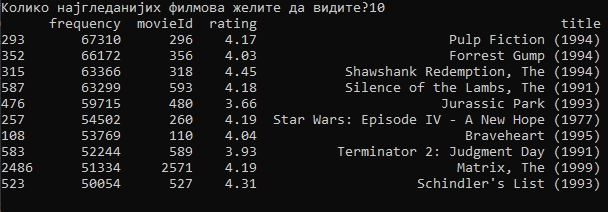 Колико најгледанијих филмова желите да видите?10
frequency movieId rating title
293 67310 296 4.17 Pulp Fiction (1994)
352 66172 356 4.03 Forrest Gump (1994)
315 63366 318 4.45 Shawshank Redemption, The (1994)
587 63299 593 4.18 Silence of the Lambs, The (1991)
476 59715 480 3.66 Jurassic Park (1993)
257 54502 260 4.19 Star Wars: Episode IV - A New Hope (1977)
108 53769 110 4.04 Braveheart (1995)
583 52244 589 3.93 Terminator 2: Judgment Day (1991)
2486 51334 2571 4.19 Matrix, The (1999)
523 50054 527 4.31 Schindler's List (1993)